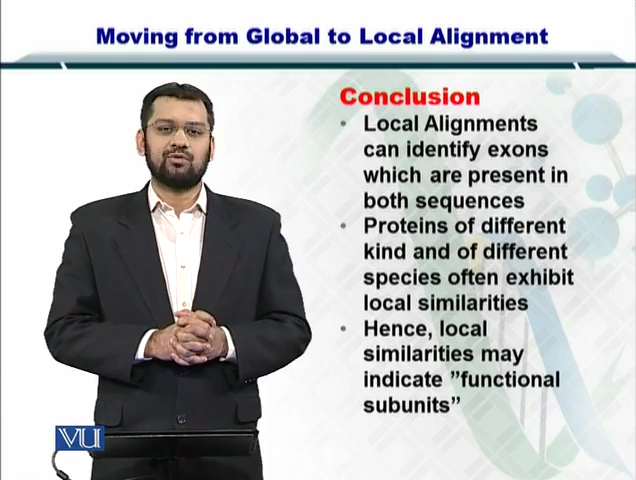 Moving from Global to Local Alignment
Conclusion
• Local Alignments
can identify exons
which are present in
both sequences
• Proteins of different
kind and of different
species often exhibit
local similarities
• Hence, local
similarities may
indicate ”functional
subunits”
VU